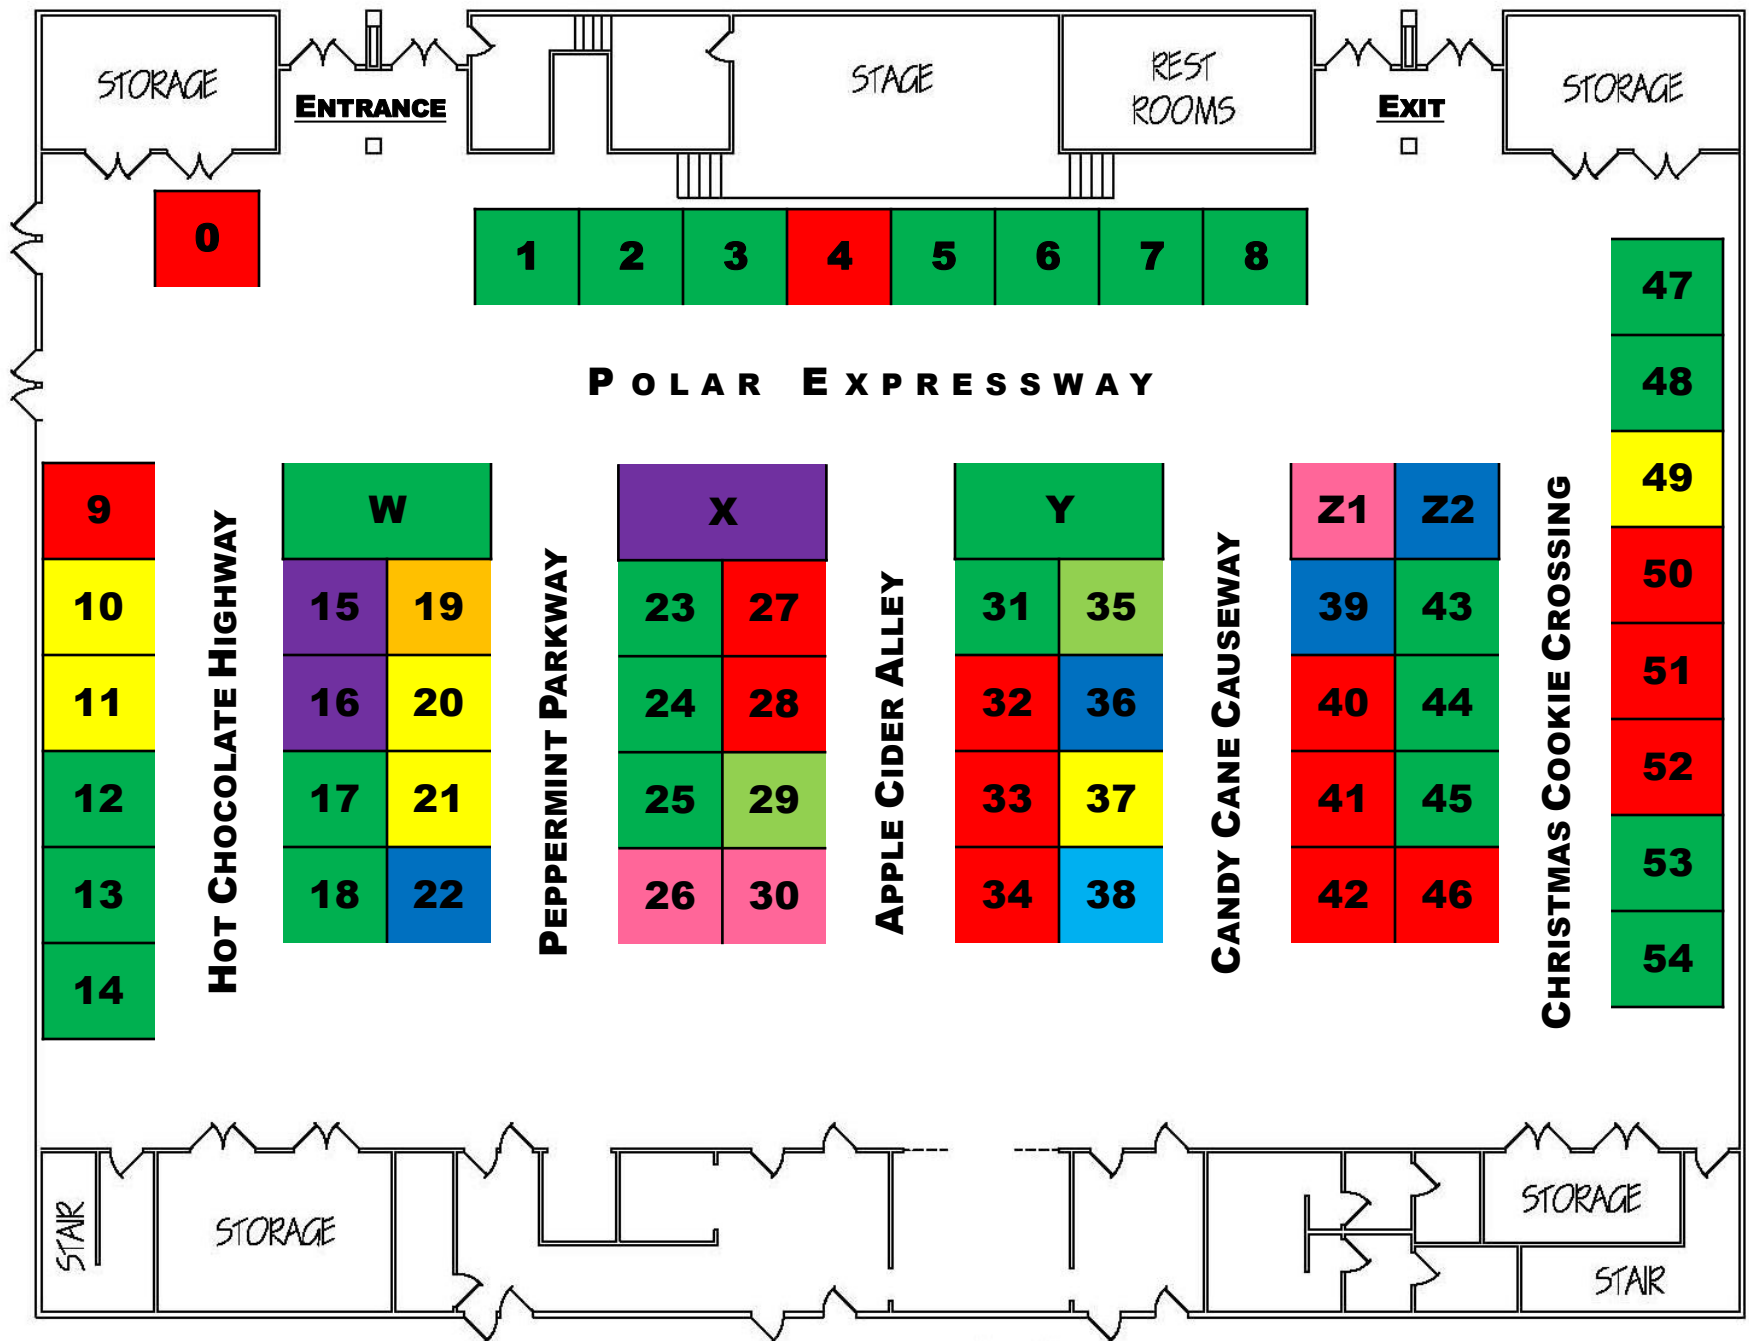 STORAGE
ENTRANCE
STAGE
REST
ROOMS
EXIT
STORAGE
0
1 2 3 4 5 6 7 8
POLAR EXPRESSWAY
9
10
11
12
13
14
HOT CHOCOLATE HIGHWAY
W
15 19
16 20
17 21
18 22
PEPPERMINT PARKWAY
X
23 27
24 28
25 29
26 30
APPLE CIDER ALLEY
Y
31 35
32 36
33 37
34 38
CANDY CANE CAUSEWAY
Z1 Z2
39 43
40 44
41 45
42 46
CHRISTMAS COOKIE CROSSING
47
48
49
50
51
52
53
54
STAIR
STORAGE
STORAGE
STAIR